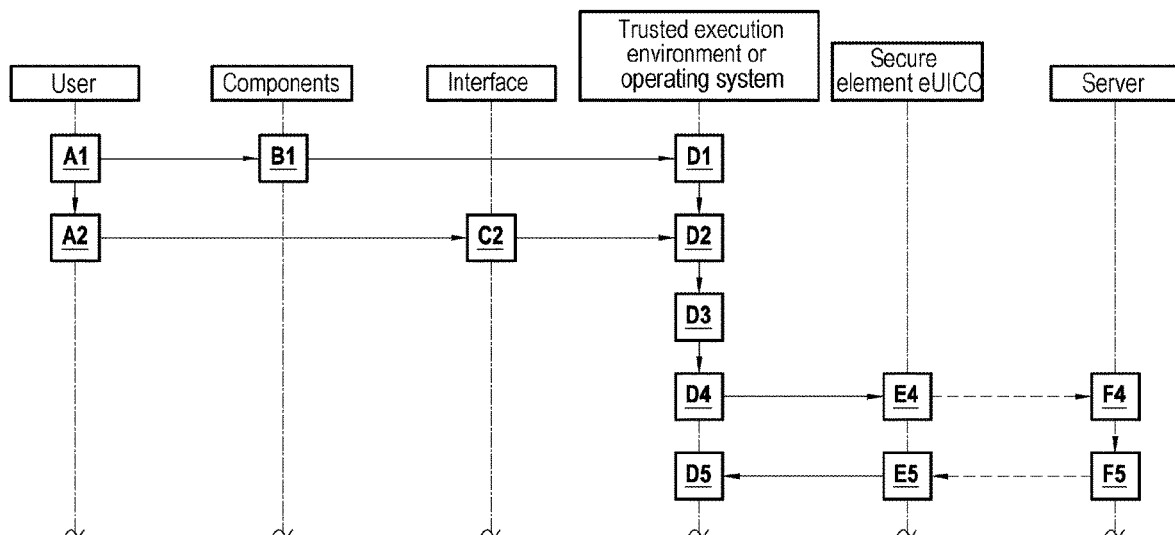 User
Components
Interface
Trusted execution
environment or
operating system
Secure
element eUICC
Server
A1
B1
D1
A2
C2
D2
D3
D4
E4
F4
D5
E5
F5